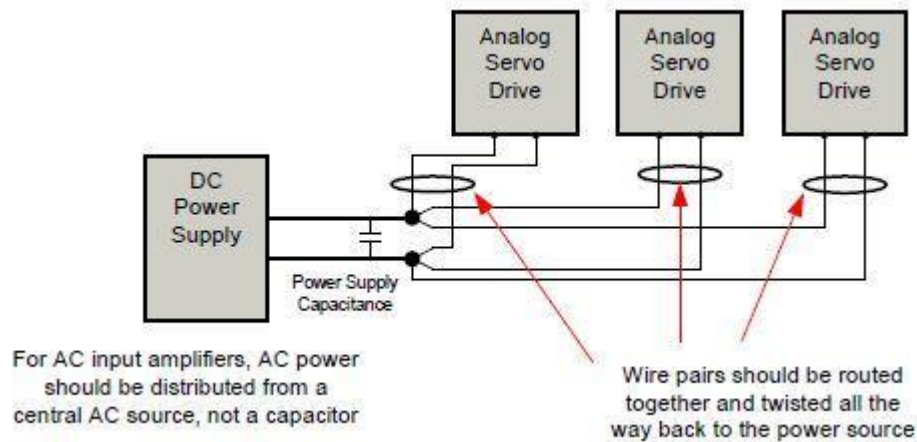 Analog
Servo
Drive
Analog
Servo
Drive
Analog
Servo
Drive
DC
Power
Supply
Power Supply
Capacitance
For AC input amplifiers, AC power
should be distributed from a
central AC source, not a capacitor
Wire pairs should be routed
together and twisted all the
way back to the power source